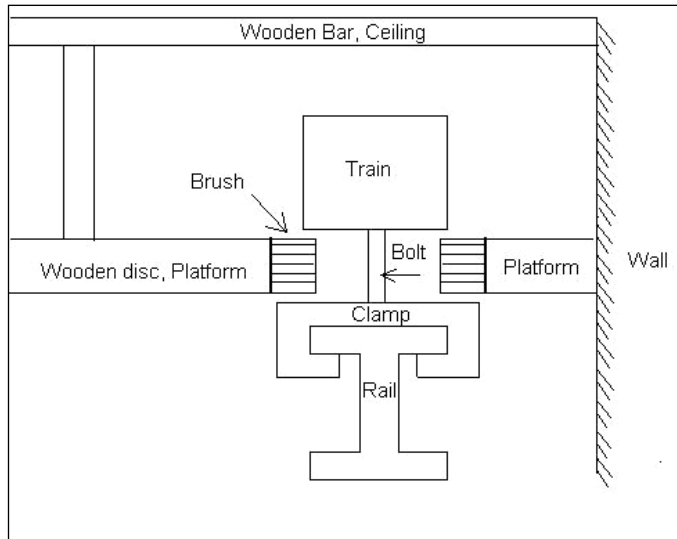 Wooden Bar, Ceiling
Train
Brush
Bolt
Wooden disc, Platform
Platform
Wall
Clamp
Rail